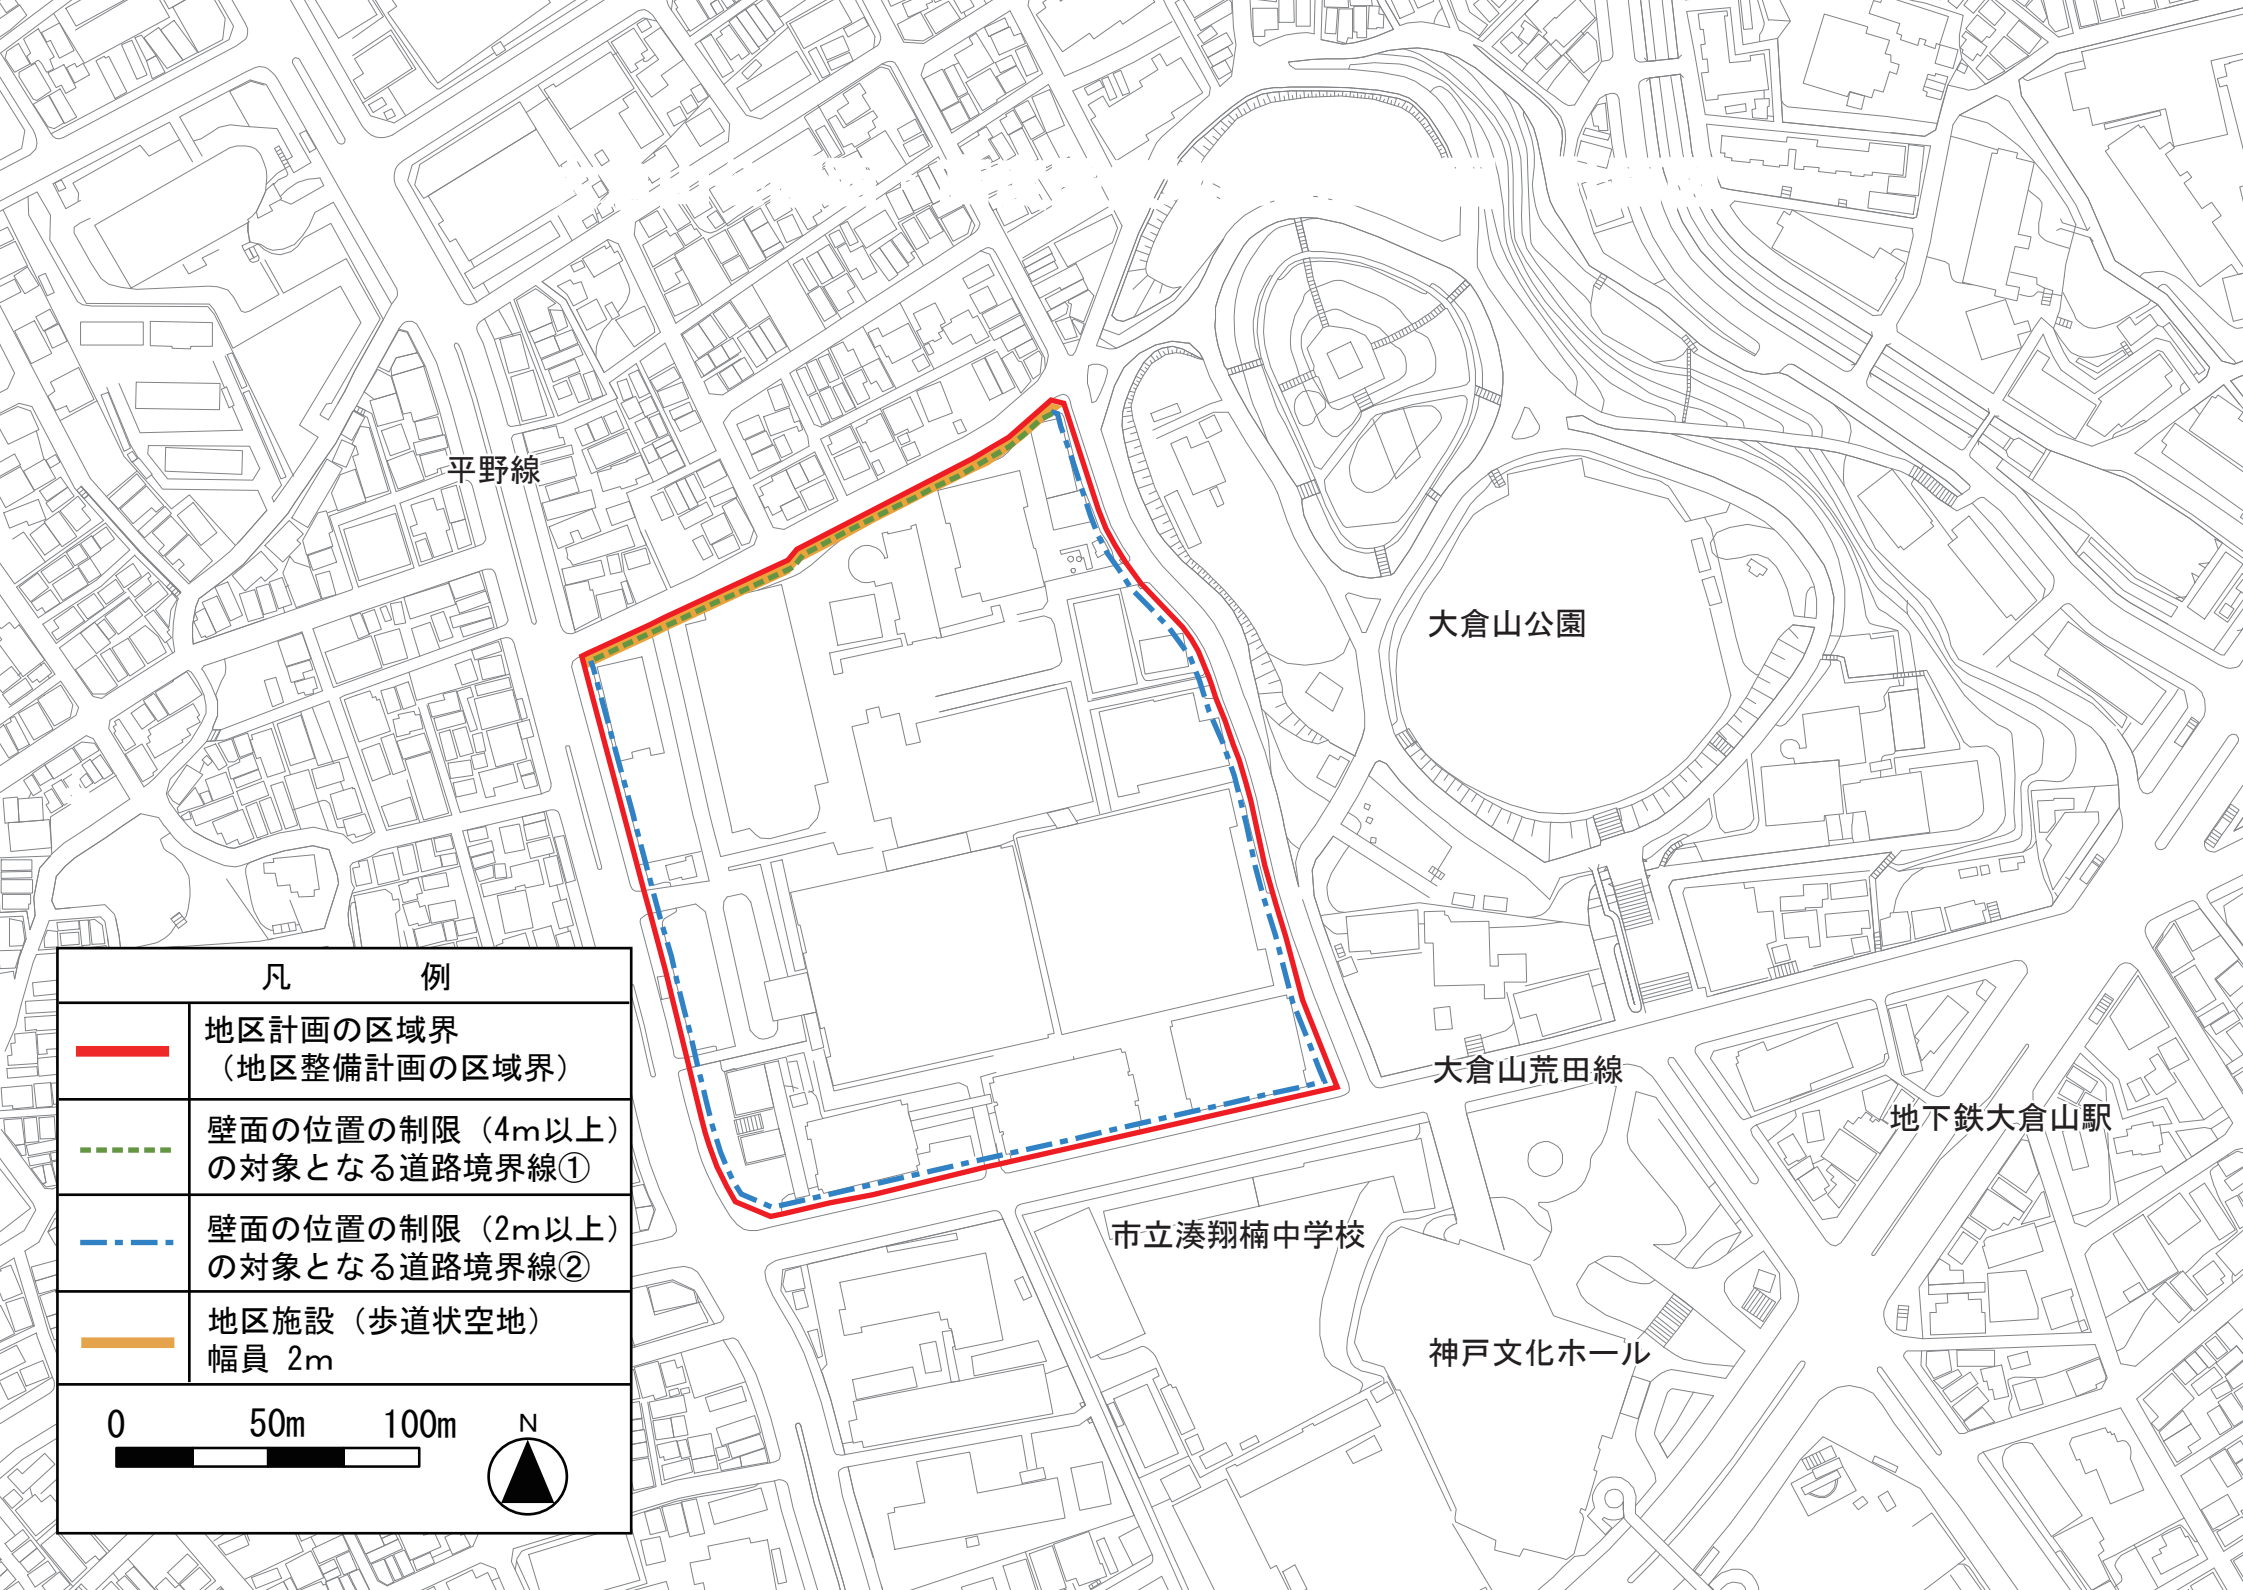 平野線
大倉山公園
大倉山荒田線
地下鉄大倉山駅
市立湊翔楠中学校
神戸文化ホール
凡 例
地区計画の区域界
（地区整備計画の区域界）
壁面の位置の制限（4m以上）
の対象となる道路境界線①
壁面の位置の制限（2m以上）
の対象となる道路境界線②
地区施設（歩道状空地）
幅員 2m
0 50m 100m
N